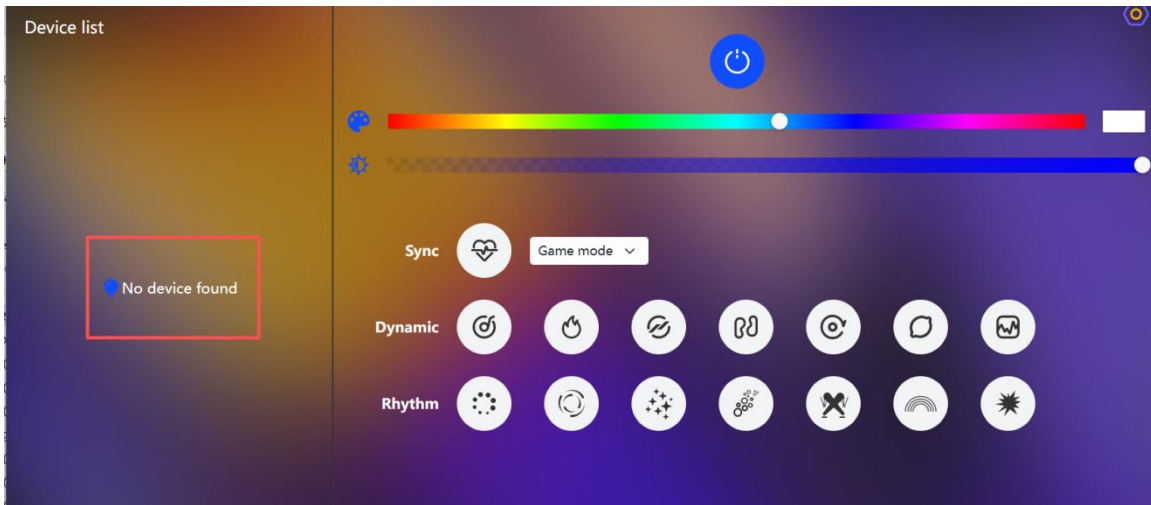 Device list
No device found
Sync
Game mode
Dynamic
Rhythm